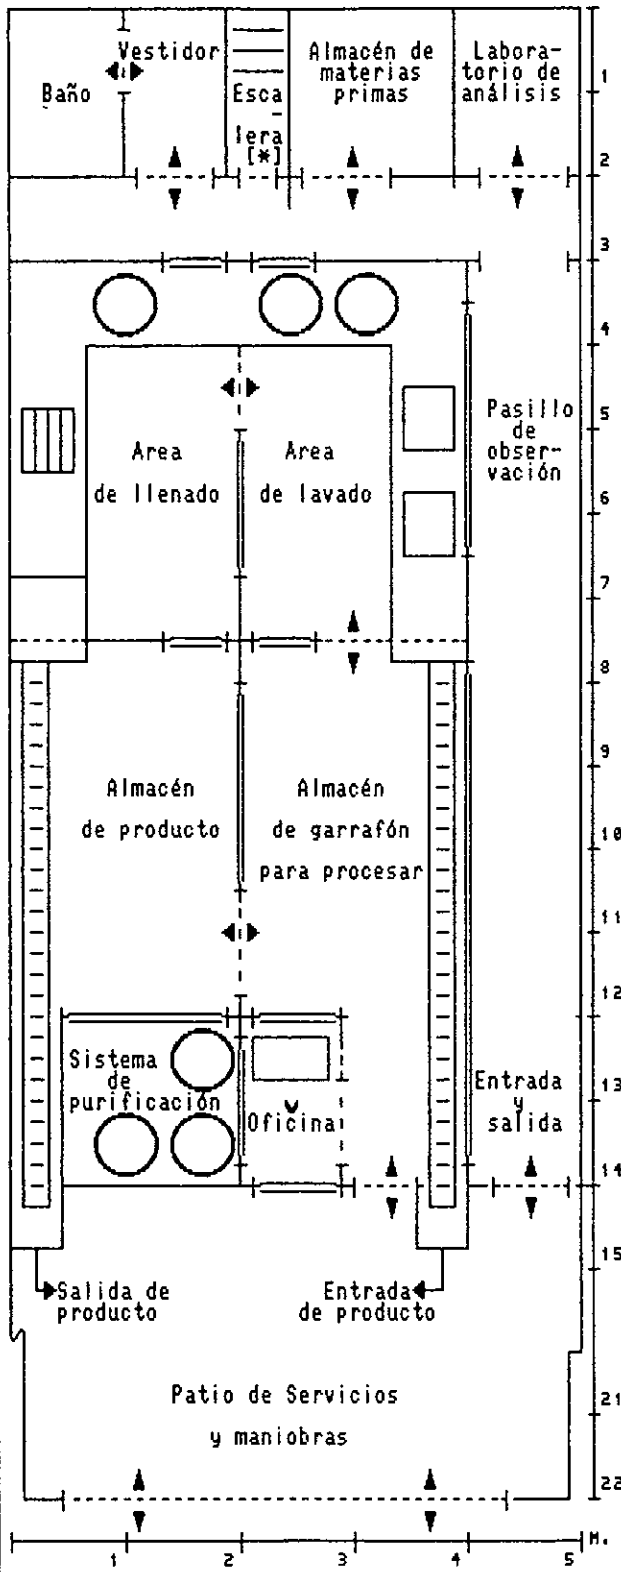 Baño
Vestidor
Esca
-
lera
[*]
Almacén de
materias
primas
Labora-
torio de
análisis
1
2
3
4
5
6
7
8
9
10
11
12
13
14
15
21
22
Pasillo
de
obser-
vación
Area
de llenado
Area
de lavado
Almacén
de producto
Almacén
de garrafón
para procesar
Sistema
de
purificación
Oficina
Entrada
y
salida
Salida de
producto
Entrada
de producto
Patio de Servicios
y maniobras
1 2 3 4 5 M.